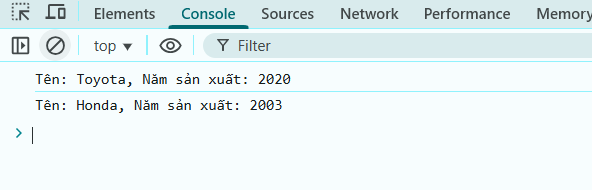 Elements Console Sources Network Performance Memory
top ▼ Filter
Tên: Toyota, Năm sản xuất: 2020
Tên: Honda, Năm sản xuất: 2003
>